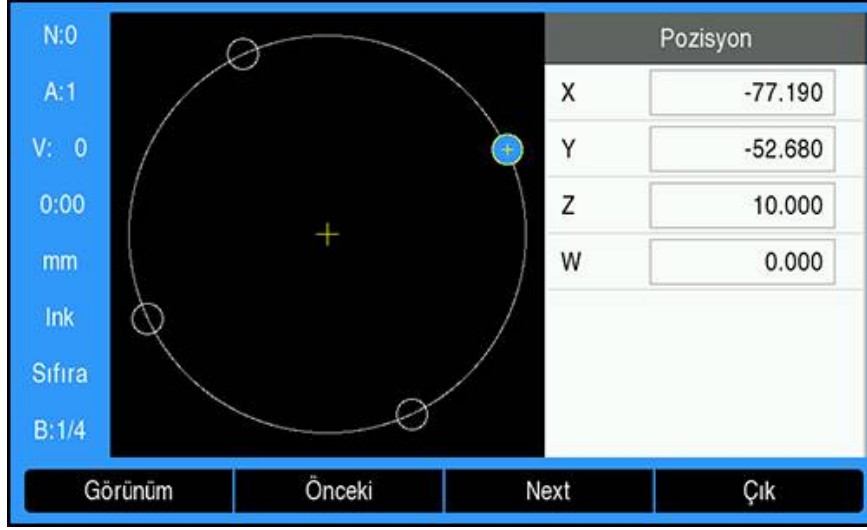 N:0
A:1
V: 0
0:00
mm
Ink
Sıfıra
B:1/4
Pozisyon
X -77.190
Y -52.680
Z 10.000
W 0.000
Görünüm Önceki Next Çık